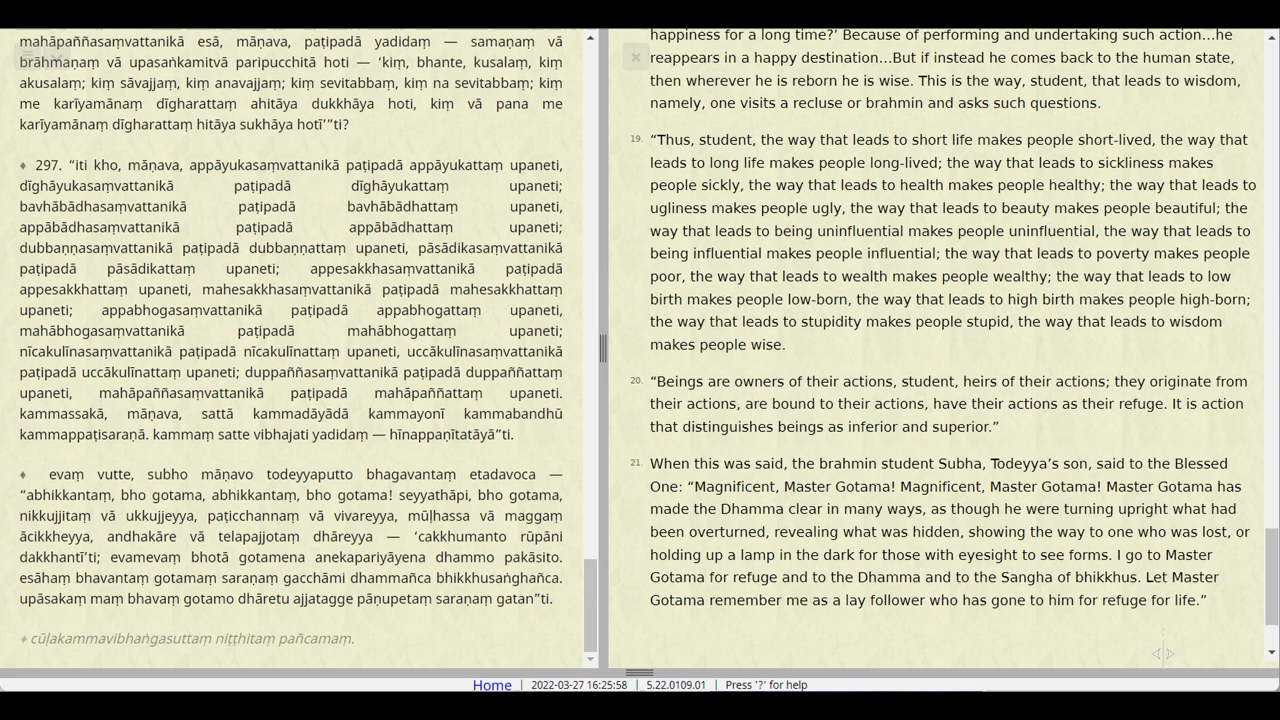 mahāpaññasaṃvattanikā esā, māṇava, paṭipadā yadidaṃ — samaṇaṃ vā
brāhmaṇaṃ vā upasaṅkamitvā paripucchitā hoti — ‘kiṃ, bhante, kusalaṃ, kiṃ
akusalaṃ; kiṃ sāvajjaṃ, kiṃ anavajjaṃ; kiṃ sevitabbaṃ, kiṃ na sevitabbaṃ; kiṃ
me karīyamānaṃ dīgharattaṃ ahitāya dukkhāya hoti, kiṃ vā pana me
karīyamānaṃ dīgharattaṃ hitāya sukhāya hotī’”ti?
♦ 297. “iti kho, māṇava, appāyukasaṃvattanikā paṭipadā appāyukattaṃ upaneti,
dīghāyukasaṃvattanikā paṭipadā dīghāyukattaṃ upaneti;
bavhābādhasaṃvattanikā paṭipadā bavhābādhattaṃ upaneti,
appābādhasaṃvattanikā paṭipadā appābādhattaṃ upaneti;
dubbaṇṇasaṃvattanikā paṭipadā dubbaṇṇattaṃ upaneti, pāsādikasaṃvattanikā
paṭipadā pāsādikattaṃ upaneti; appesakkhasaṃvattanikā paṭipadā
appesakkhattaṃ upaneti, mahesakkhasaṃvattanikā paṭipadā mahesakkhattaṃ
upaneti; appabhogasaṃvattanikā paṭipadā appabhogattaṃ upaneti,
mahābhogasaṃvattanikā paṭipadā mahābhogattaṃ upaneti;
nīcakulīnasaṃvattanikā paṭipadā nīcakulīnattaṃ upaneti, uccākulīnasaṃvattanikā
paṭipadā uccākulīnattaṃ upaneti; duppaññasaṃvattanikā paṭipadā duppaññattaṃ
upaneti, mahāpaññasaṃvattanikā paṭipadā mahāpaññattaṃ upaneti.
kammassakā, māṇava, sattā kammadāyādā kammayonī kammabandhū
kammappaṭisaraṇā. kammaṃ satte vibhajati yadidaṃ — hīnappaṇītatāyā”ti.
♦ evaṃ vutte, subho māṇavo todeyyaputto bhagavantaṃ etadavoca —
“abhikkantaṃ, bho gotama, abhikkantaṃ, bho gotama! seyyathāpi, bho gotama,
nikkujjitaṃ vā ukkujjeyya, paṭicchannaṃ vā vivareyya, mūḷhassa vā maggaṃ
ācikkheyya, andhakāre vā telapajjotaṃ dhāreyya — ‘cakkhumanto rūpāni
dakkhantī’ti; evamevaṃ bhotā gotamena anekapariyāyena dhammo pakāsito.
esāhaṃ bhavantaṃ gotamaṃ saraṇaṃ gacchāmi dhammañca bhikkhusaṅghañca.
upāsakaṃ maṃ bhavaṃ gotamo dhāretu ajjatagge pāṇupetaṃ saraṇaṃ gatan”ti.
♦ cūḷakammavibhaṅgasuttaṃ niṭṭhitaṃ pañcamaṃ.
happiness for a long time?’ Because of performing and undertaking such action…he
reappears in a happy destination…But if instead he comes back to the human state,
then wherever he is reborn he is wise. This is the way, student, that leads to wisdom,
namely, one visits a recluse or brahmin and asks such questions.
19. “Thus, student, the way that leads to short life makes people short-lived, the way that
leads to long life makes people long-lived; the way that leads to sickliness makes
people sickly, the way that leads to health makes people healthy; the way that leads to
ugliness makes people ugly, the way that leads to beauty makes people beautiful; the
way that leads to being uninfluential makes people uninfluential, the way that leads to
being influential makes people influential; the way that leads to poverty makes people
poor, the way that leads to wealth makes people wealthy; the way that leads to low
birth makes people low-born, the way that leads to high birth makes people high-born;
the way that leads to stupidity makes people stupid, the way that leads to wisdom
makes people wise.
20. “Beings are owners of their actions, student, heirs of their actions; they originate from
their actions, are bound to their actions, have their actions as their refuge. It is action
that distinguishes beings as inferior and superior.”
21. When this was said, the brahmin student Subha, Todeyya’s son, said to the Blessed
One: “Magnificent, Master Gotama! Magnificent, Master Gotama! Master Gotama has
made the Dhamma clear in many ways, as though he were turning upright what had
been overturned, revealing what was hidden, showing the way to one who was lost, or
holding up a lamp in the dark for those with eyesight to see forms. I go to Master
Gotama for refuge and to the Dhamma and to the Sangha of bhikkhus. Let Master
Gotama remember me as a lay follower who has gone to him for refuge for life.”
Home | 2022-03-27 16:25:58 | 5.22.0109.01 | Press '?' for help